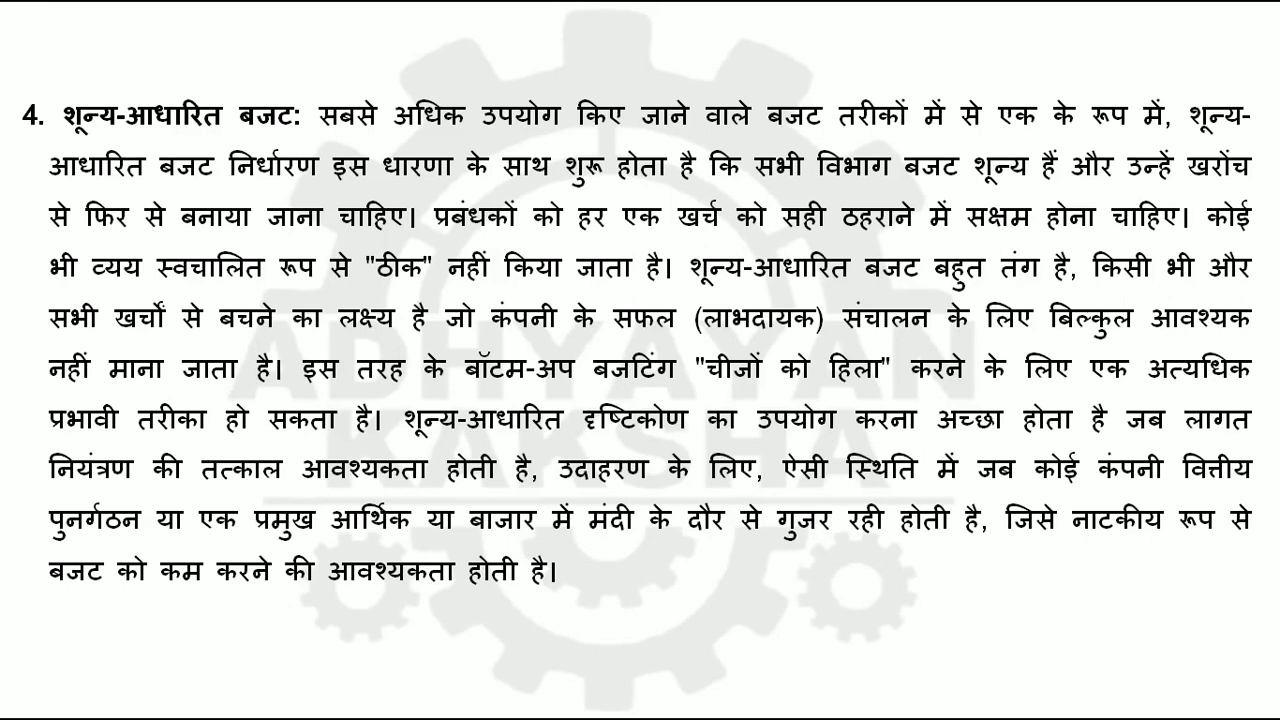 4. शून्य-आधारित बजट: सबसे अधिक उपयोग किए जाने वाले बजट तरीकों में से एक के रूप में, शून्य-
आधारित बजट निर्धारण इस धारणा के साथ शुरू होता है कि सभी विभाग बजट शून्य हैं और उन्हें खरोंच
से फिर से बनाया जाना चाहिए। प्रबंधकों को हर एक खर्च को सही ठहराने में सक्षम होना चाहिए। कोई
भी व्यय स्वचालित रूप से "ठीक" नहीं किया जाता है। शून्य-आधारित बजट बहुत तंग है, किसी भी और
सभी खर्चों से बचने का लक्ष्य है जो कंपनी के सफल (लाभदायक) संचालन के लिए बिल्कुल आवश्यक
नहीं माना जाता है। इस तरह के बॉटम-अप बजटिंग "चीजों को हिला" करने के लिए एक अत्यधिक
प्रभावी तरीका हो सकता है। शून्य-आधारित दृष्टिकोण का उपयोग करना अच्छा होता है जब लागत
नियंत्रण की तत्काल आवश्यकता होती है, उदाहरण के लिए, ऐसी स्थिति में जब कोई कंपनी वित्तीय
पुनर्गठन या एक प्रमुख आर्थिक या बाजार में मंदी के दौर से गुजर रही होती है, जिसे नाटकीय रूप से
बजट को कम करने की आवश्यकता होती है।
ADHYAYAN
KAKSHA